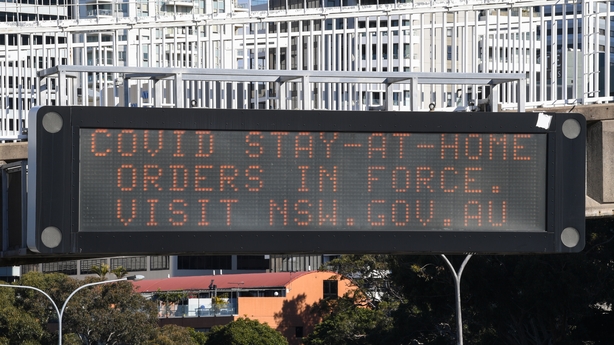 COVID STAY-AT-HOME
ORDERS IN FORCE.
VISIT NSW.GOV.AU